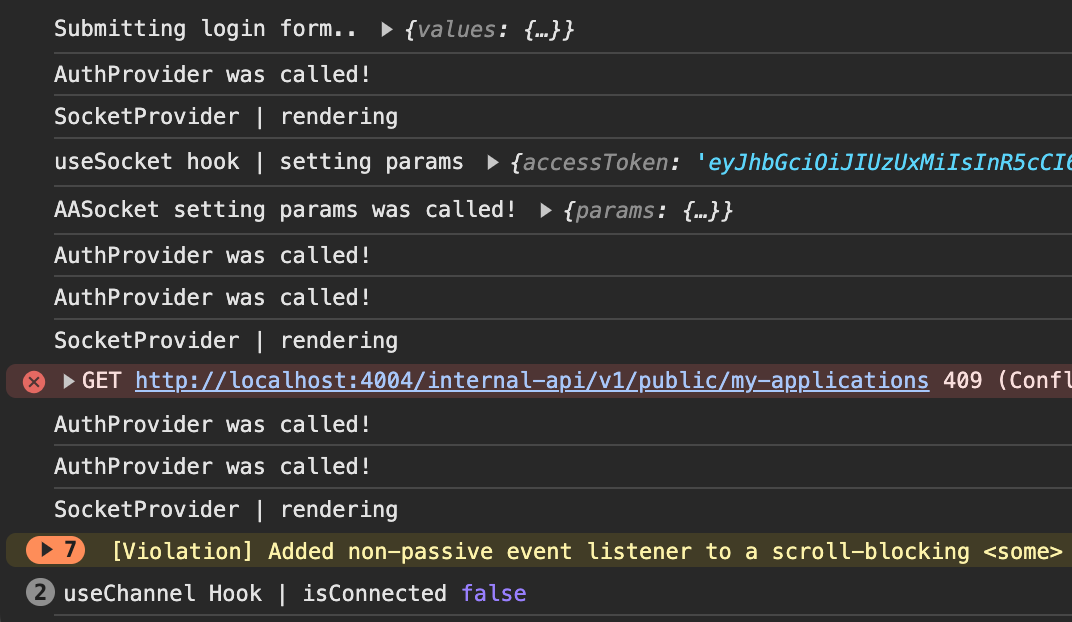 Submitting login form.. ▶ {values: {…}}
AuthProvider was called!
SocketProvider | rendering
useSocket hook | setting params ▶ {accessToken: 'eyJhbGciOiJIUzUxMiIsInR5cCI6
AASocket setting params was called! ▶ {params: {…}}
AuthProvider was called!
AuthProvider was called!
SocketProvider | rendering
▶ GET http://localhost:4004/internal-api/v1/public/my-applications 409 (Confl
AuthProvider was called!
AuthProvider was called!
SocketProvider | rendering
▶ 7 [Violation] Added non-passive event listener to a scroll-blocking <some>
2 useChannel Hook | isConnected false